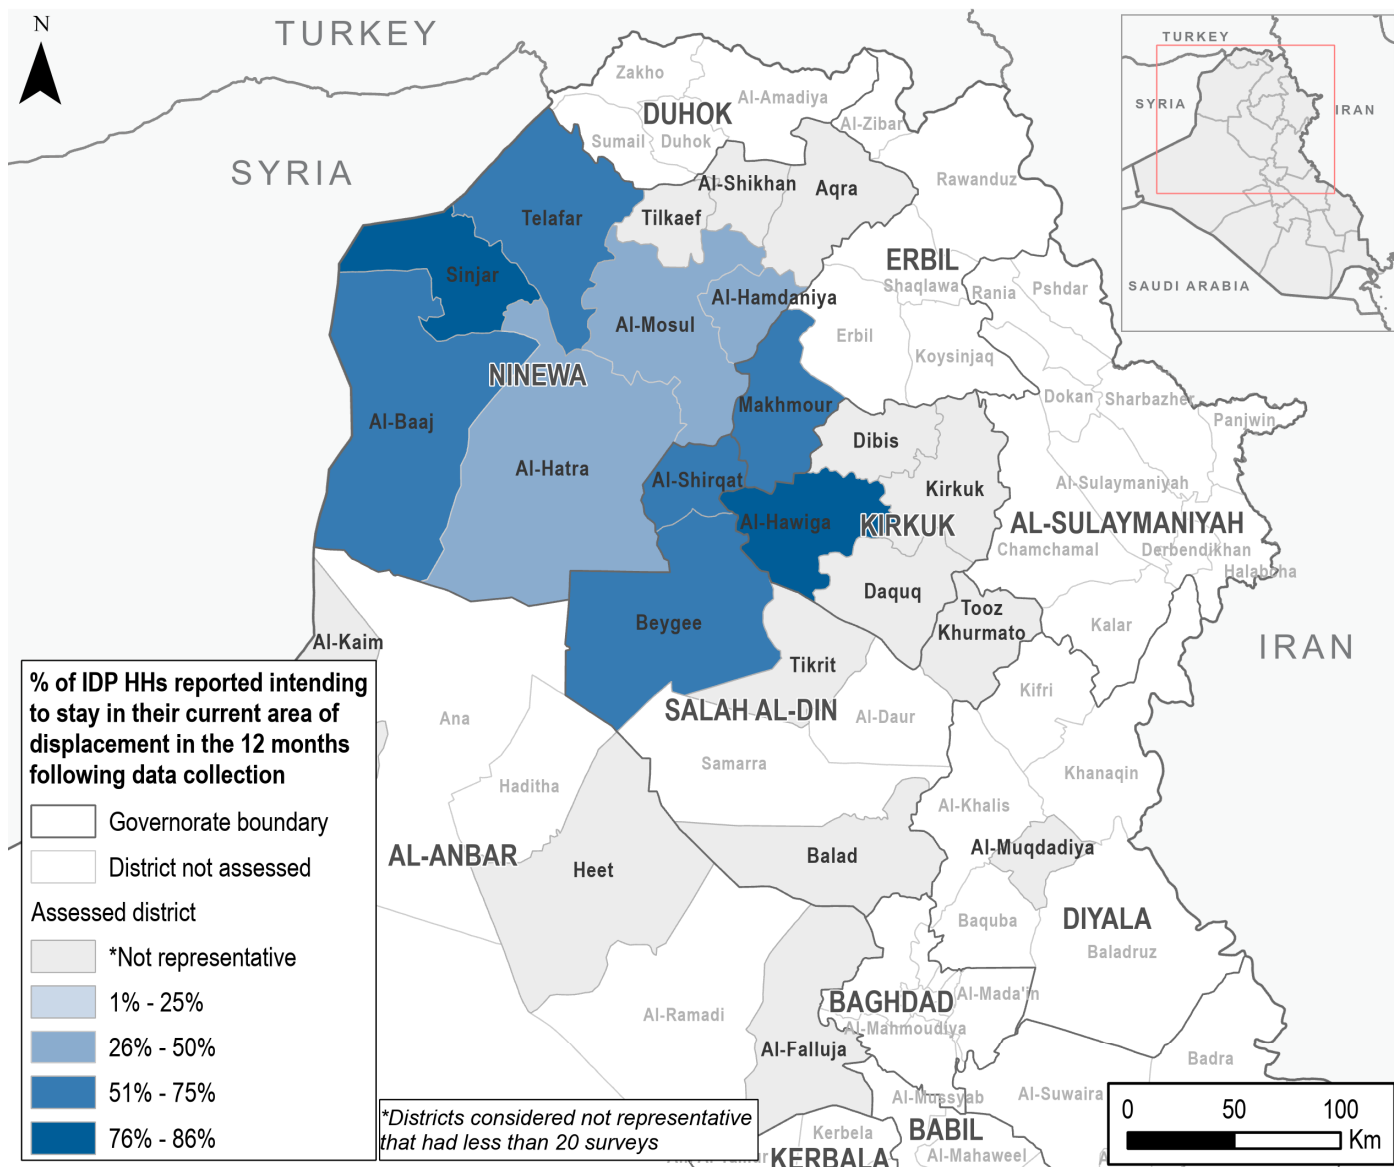 N
TURKEY
SYRIA
IRAN
TURKEY
SYRIA
IRAN
SAUDI ARABIA
Zakho
Al-Amadiya
DUHOK
Sumail
Duhok
Al-Zibar
Al-Shikhan
Aqra
Rawanduz
Telafar
Tilkaef
ERBIL
Sinjar
Al-Hamdaniya
Shaqlawa
Rania
Pshdar
Al-Mosul
Erbil
Koysinjaq
NINEWA
Makhmour
Dokan
Sharbazher
Panjwin
Al-Baaj
Dibis
Al-Hatra
Al-Shirqat
Kirkuk
Al-Sulaymaniyah
Al-Hawiga
KIRKUK
AL-SULAYMANIYAH
Chamchamal
Derbendikhan
Halabcha
Daquq
Tooz
Khurmato
Beygee
Kalar
Al-Kaim
Tikrit
Kifri
SALAH AL-DIN
Ana
Al-Daur
Samarra
Khanaqin
Haditha
Al-Khalis
AL-ANBAR
Heet
Balad
Al-Muqdadiya
Baquba
DIYALA
Baladruz
BAGHDAD
Al-Mada'in
Al-Ramadi
Al-Mahmoudiya
Al-Falluja
Badra
Al-Mussyab
Al-Suwaira
Kerbela
BABIL
KERBALA
Al-Mahaweel
% of IDP HHs reported intending
to stay in their current area of
displacement in the 12 months
following data collection
Governorate boundary
District not assessed
Assessed district
*Not representative
1% - 25%
26% - 50%
51% - 75%
76% - 86%
*Districts considered not representative
that had less than 20 surveys
0 50 100
Km